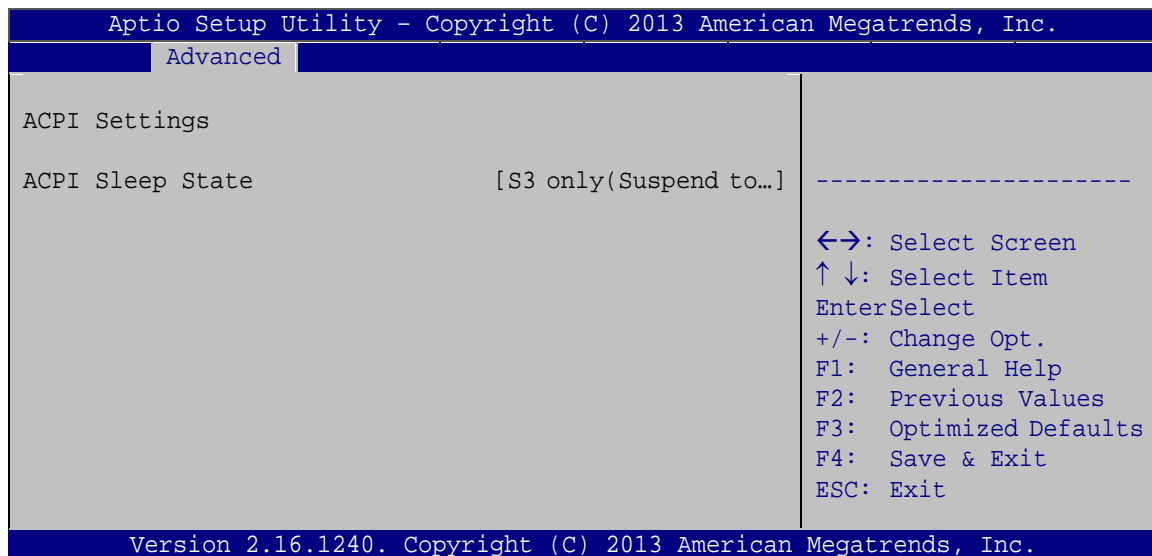 Aptio Setup Utility – Copyright (C) 2013 American Megatrends, Inc.
Advanced
ACPI Settings
ACPI Sleep State [S3 only(Suspend to…]
-----------------------
←→: Select Screen
↑ ↓: Select Item
EnterSelect
+/-: Change Opt.
F1: General Help
F2: Previous Values
F3: Optimized Defaults
F4: Save & Exit
ESC: Exit
Version 2.16.1240. Copyright (C) 2013 American Megatrends, Inc.